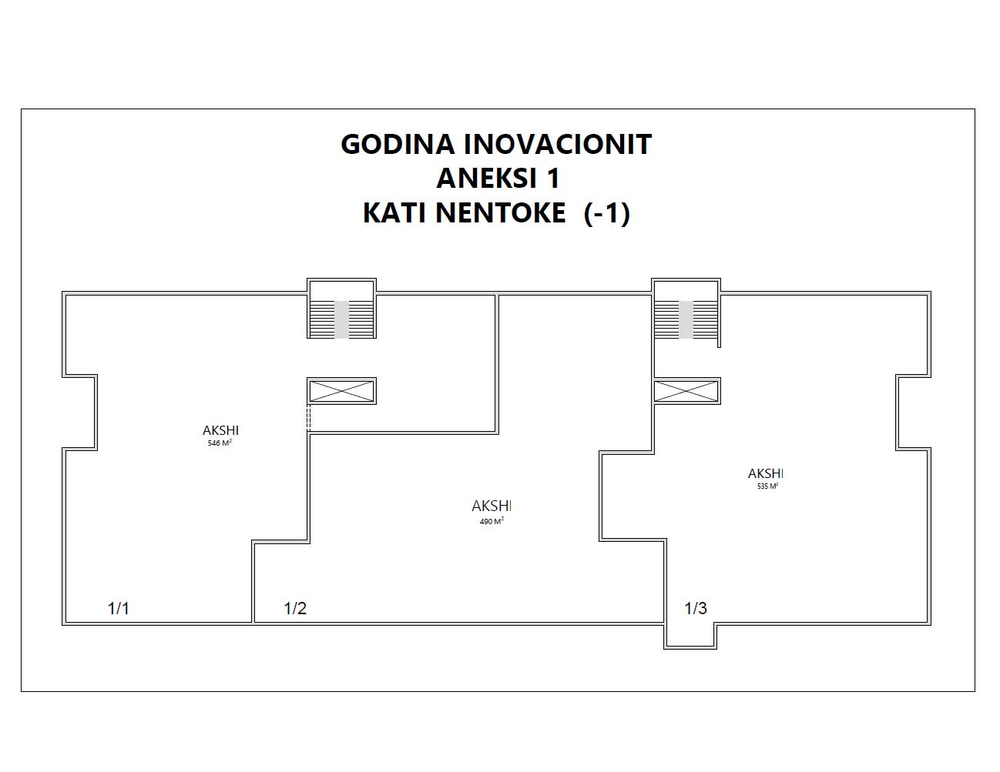 GODINA INOVACIONIT
ANEKSI 1
KATI NENTOKE (-1)
AKSHI
546 M²
AKSHI
490 M²
AKSHI
535 M²
1/1
1/2
1/3